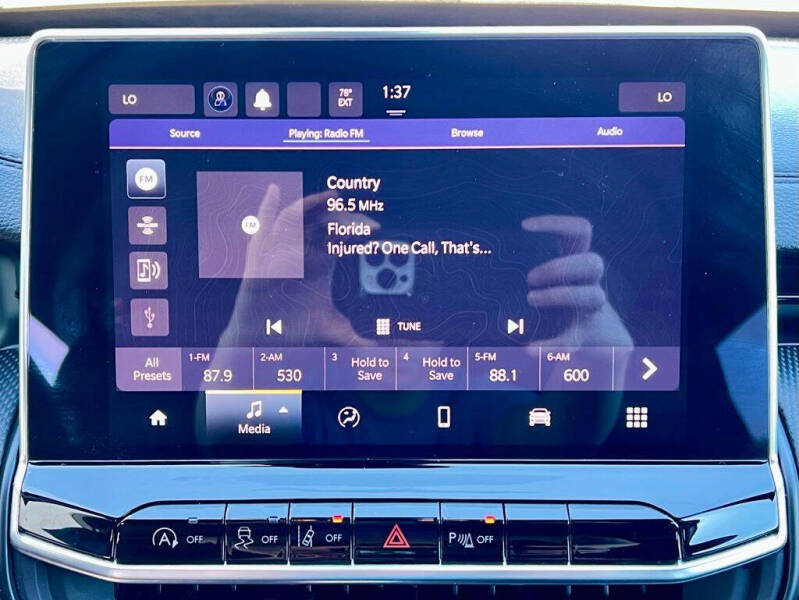 LO 78° EXT 1:37 LO
Source Playing: Radio FM Browse Audio
FM
FM
Country
96.5 MHz
Florida
Injured? One Call, That's...
TUNE
All Presets
1-FM
87.9
2-AM
530
3 Hold to Save
4 Hold to Save
5-FM
88.1
6-AM
600
Media
A OFF OFF OFF P OFF